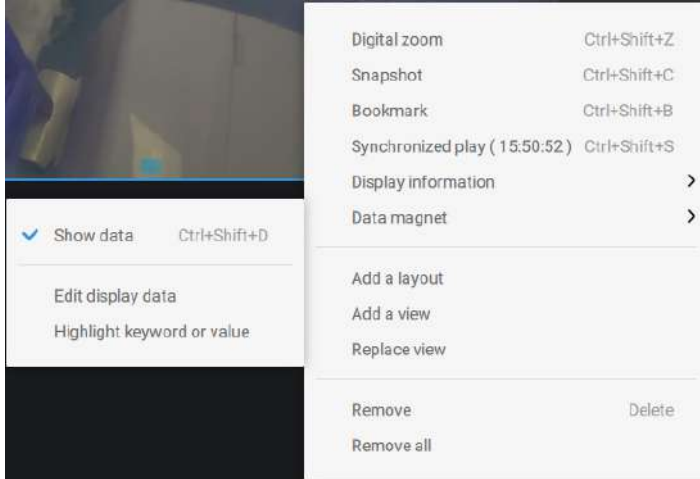 Digital zoom Ctrl+Shift+Z
Snapshot Ctrl+Shift+C
Bookmark Ctrl+Shift+B
Synchronized play ( 15:50:52 ) Ctrl+Shift+S
Display information
Data magnet
Show data Ctrl+Shift+D
Edit display data
Highlight keyword or value
Add a layout
Add a view
Replace view
Remove Delete
Remove all